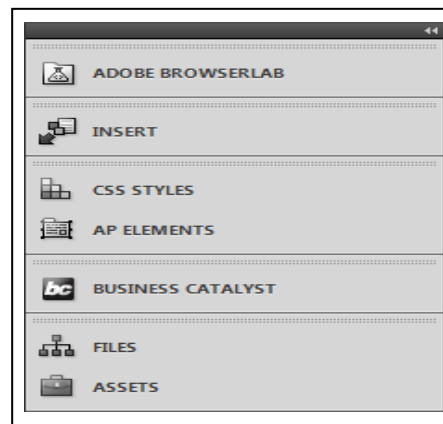 ADOBE BROWSERLAB
INSERT
CSS STYLES
AP ELEMENTS
bc BUSINESS CATALYST
FILES
ASSETS